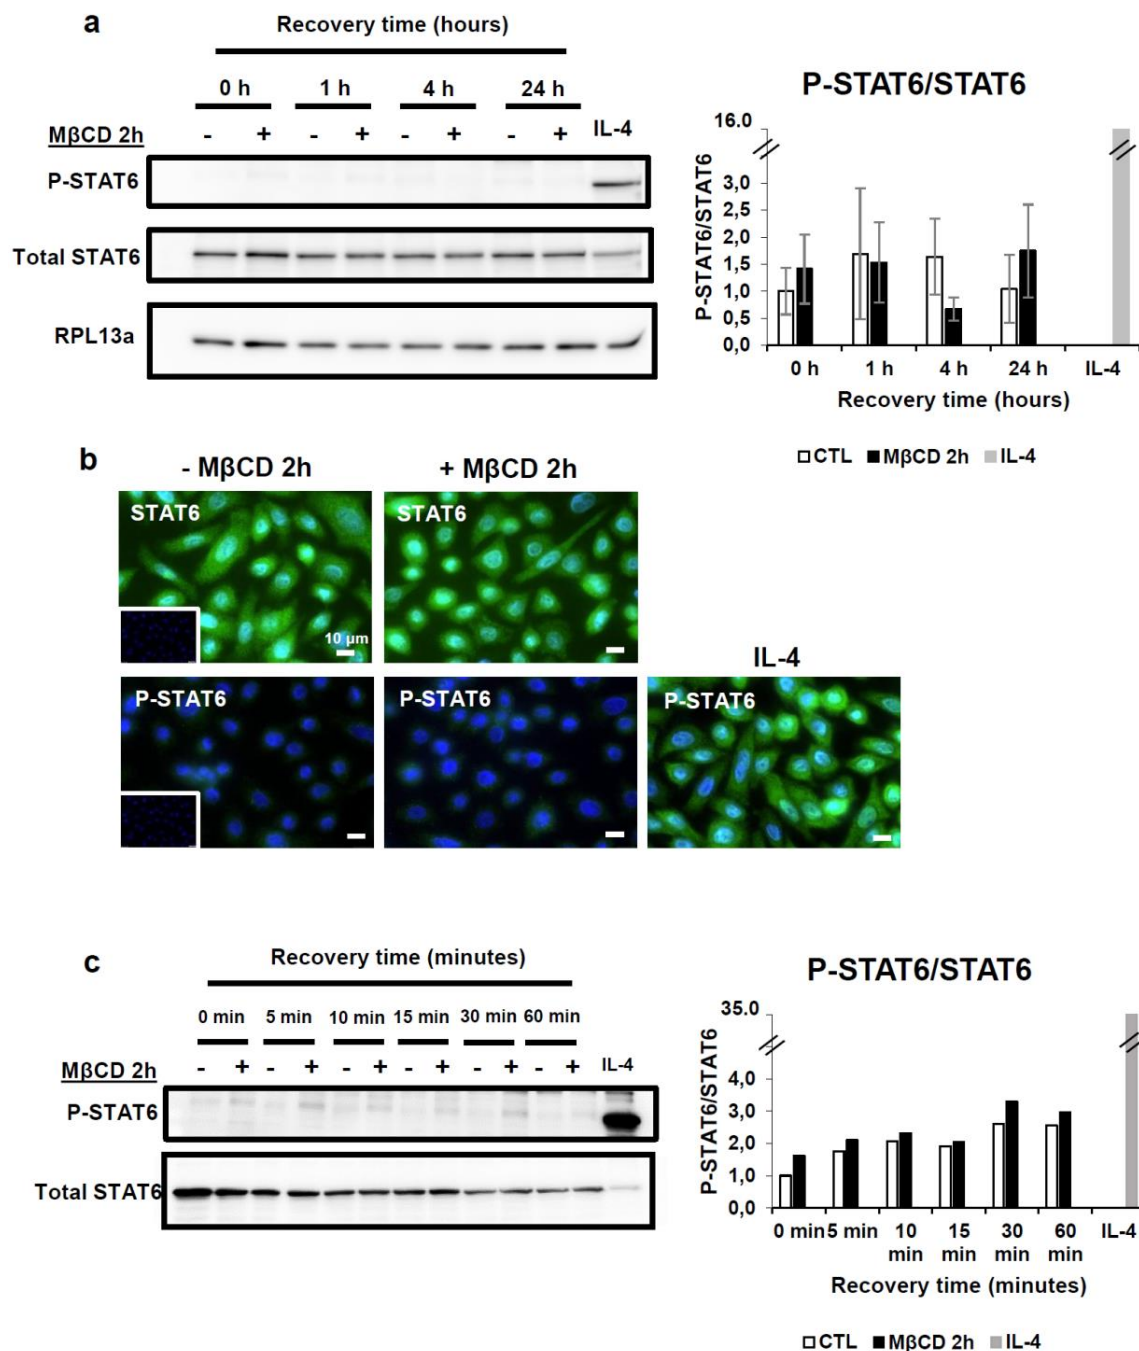 a
Recovery time (hours)
0 h 1 h 4 h 24 h
MβCD 2h - + - + - + - + IL-4
P-STAT6
Total STAT6
RPL13a
P-STAT6/STAT6
P-STAT6/STAT6
16.0
3,0
2,5
2,0
1,5
1,0
0,5
0,0
0 h 1 h 4 h 24 h IL-4
Recovery time (hours)
CTL MβCD 2h IL-4
b
- MβCD 2h + MβCD 2h
STAT6 STAT6
10 µm
IL-4
P-STAT6 P-STAT6 P-STAT6
c
Recovery time (minutes)
0 min 5 min 10 min 15 min 30 min 60 min
MβCD 2h - + - + - + - + - + - + IL-4
P-STAT6
Total STAT6
P-STAT6/STAT6
P-STAT6/STAT6
35.0
4,0
3,0
2,0
1,0
0,0
0 min 5 min 10 15 30 60 IL-4
min min min min
Recovery time (minutes)
CTL MβCD 2h IL-4